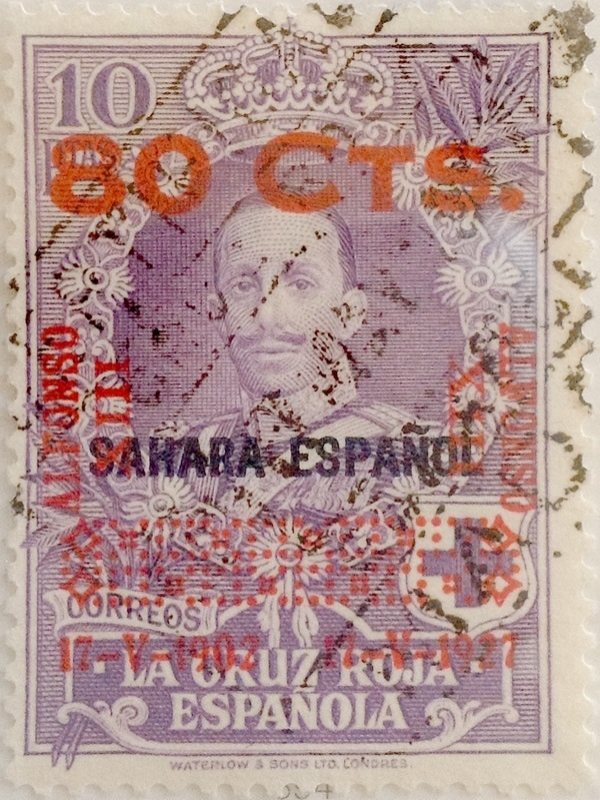 10
PTAS
80 CTS.
ALFONSO
XIII
ALFONSO
XIII
SAHARA ESPAÑOL
CORREOS
17-V-1902 17-V-1927
LA CRUZ ROJA
ESPAÑOLA
WATERLOW & SONS LTD. LONDRES.